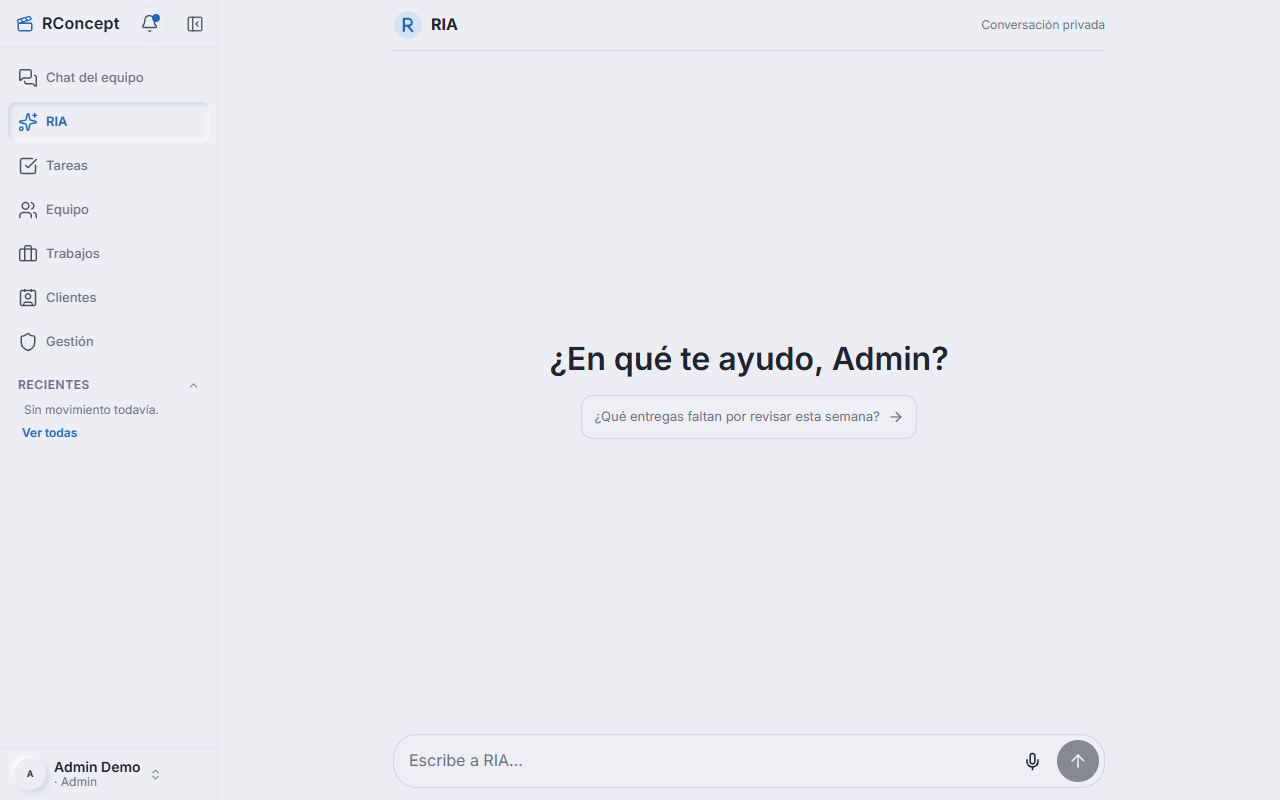 RConcept
Chat del equipo
RIA
Tareas
Equipo
Trabajos
Clientes
Gestión
RECIENTES
Sin movimiento todavía.
Ver todas
A
Admin Demo
· Admin
R
RIA
Conversación privada
¿En qué te ayudo, Admin?
¿Qué entregas faltan por revisar esta semana?
Escribe a RIA...